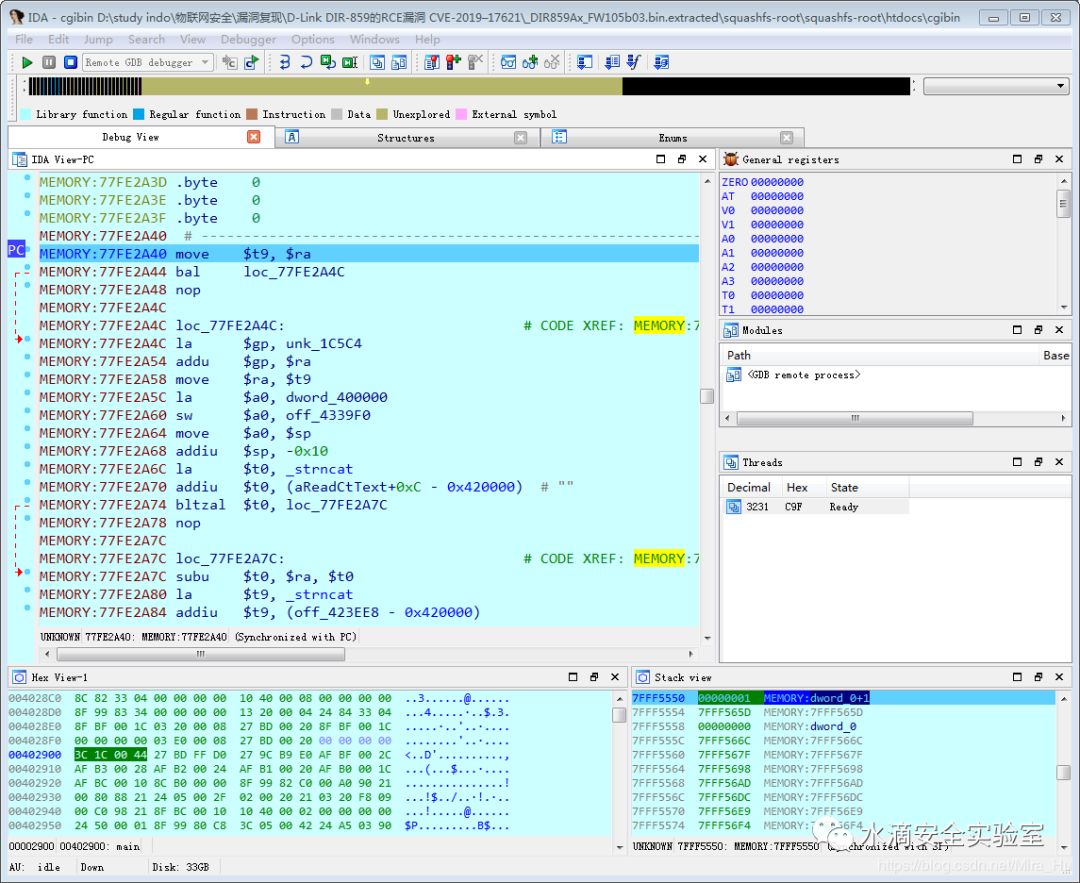 IDA - cgibin D:\study indo\物联网安全\漏洞复现\D-Link DIR-859的RCE漏洞 CVE-2019–17621\_DIR859Ax_FW105b03.bin.extracted\squashfs-root\squashfs-root\htdocs\cgibin
File Edit Jump Search View Debugger Options Windows Help
Remote GDB debugger
Library function Regular function Instruction Data Unexplored External symbol
Debug View Structures Enums
IDA View-PC
MEMORY:77FE2A3D .byte 0
MEMORY:77FE2A3E .byte 0
MEMORY:77FE2A3F .byte 0
MEMORY:77FE2A40 # ---------------------------------------------------------
PC
MEMORY:77FE2A40 move $t9, $ra
MEMORY:77FE2A44 bal loc_77FE2A4C
MEMORY:77FE2A48 nop
MEMORY:77FE2A4C
MEMORY:77FE2A4C loc_77FE2A4C: # CODE XREF: MEMORY:7
MEMORY:77FE2A4C la $gp, unk_1C5C4
MEMORY:77FE2A54 addu $gp, $ra
MEMORY:77FE2A58 move $ra, $t9
MEMORY:77FE2A5C la $a0, dword_400000
MEMORY:77FE2A60 sw $a0, off_4339F0
MEMORY:77FE2A64 move $a0, $sp
MEMORY:77FE2A68 addiu $sp, -0x10
MEMORY:77FE2A6C la $t0, _strncat
MEMORY:77FE2A70 addiu $t0, (aReadCtText+0xC - 0x420000) # ""
MEMORY:77FE2A74 bltzal $t0, loc_77FE2A7C
MEMORY:77FE2A78 nop
MEMORY:77FE2A7C
MEMORY:77FE2A7C loc_77FE2A7C: # CODE XREF: MEMORY:7
MEMORY:77FE2A7C subu $t0, $ra, $t0
MEMORY:77FE2A80 la $t9, _strncat
MEMORY:77FE2A84 addiu $t9, (off_423EE8 - 0x420000)
UNKNOWN 77FE2A40: MEMORY:77FE2A40 (Synchronized with PC)
General registers
ZERO 00000000
AT 00000000
V0 00000000
V1 00000000
A0 00000000
A1 00000000
A2 00000000
A3 00000000
T0 00000000
T1 00000000
Modules
Path Base
<GDB remote process>
Threads
Decimal Hex State
3231 C9F Ready
Hex View-1
004028C0 8C 82 33 04 00 00 00 00 10 40 00 08 00 00 00 00 ..3......@......
004028D0 8F 99 83 34 00 00 00 00 13 20 00 04 24 84 33 04 ...4..... ..$.3.
004028E0 8F BF 00 1C 03 20 00 08 27 BD 00 20 8F BF 00 1C ..... ..'.. ....
004028F0 00 00 00 00 03 E0 00 08 27 BD 00 20 00 00 00 00 ........'.. ....
00402900 3C 1C 00 44 27 BD FF D0 27 9C B9 E0 AF BF 00 2C <..D'...'......,
00402910 AF B3 00 28 AF B2 00 24 AF B1 00 20 AF B0 00 1C ...(...$... ....
00402920 AF BC 00 10 8C B0 00 00 8F 99 82 C0 00 A0 90 21 ...............!
00402930 00 80 88 21 24 05 00 2F 02 00 20 21 03 20 F8 09 ...!$../.. !. ..
00402940 00 C0 98 21 8F BC 00 10 10 40 00 02 00 00 00 00 ...!.....@......
00402950 24 50 00 01 8F 99 80 C8 3C 05 00 42 24 A5 03 90 $P......<..B$...
00002900 00402900: main
Stack view
7FFF5550 00000001 MEMORY:dword_0+1
7FFF5554 7FFF565D MEMORY:7FFF565D
7FFF5558 00000000 MEMORY:dword_0
7FFF555C 7FFF566C MEMORY:7FFF566C
7FFF5560 7FFF567C MEMORY:7FFF567C
7FFF5564 7FFF5698 MEMORY:7FFF5698
7FFF5568 7FFF56AD MEMORY:7FFF56AD
7FFF556C 7FFF56DC MEMORY:7FFF56DC
7FFF5570 7FFF56E9 MEMORY:7FFF56E9
7FFF5574 7FFF56F4 MEMORY:7FFF56F4
UNKNOWN 7FFF5550: MEMORY:7FFF5550 (Synchronized with SP)
水滴安全实验室
AU: idle Down Disk: 33GB